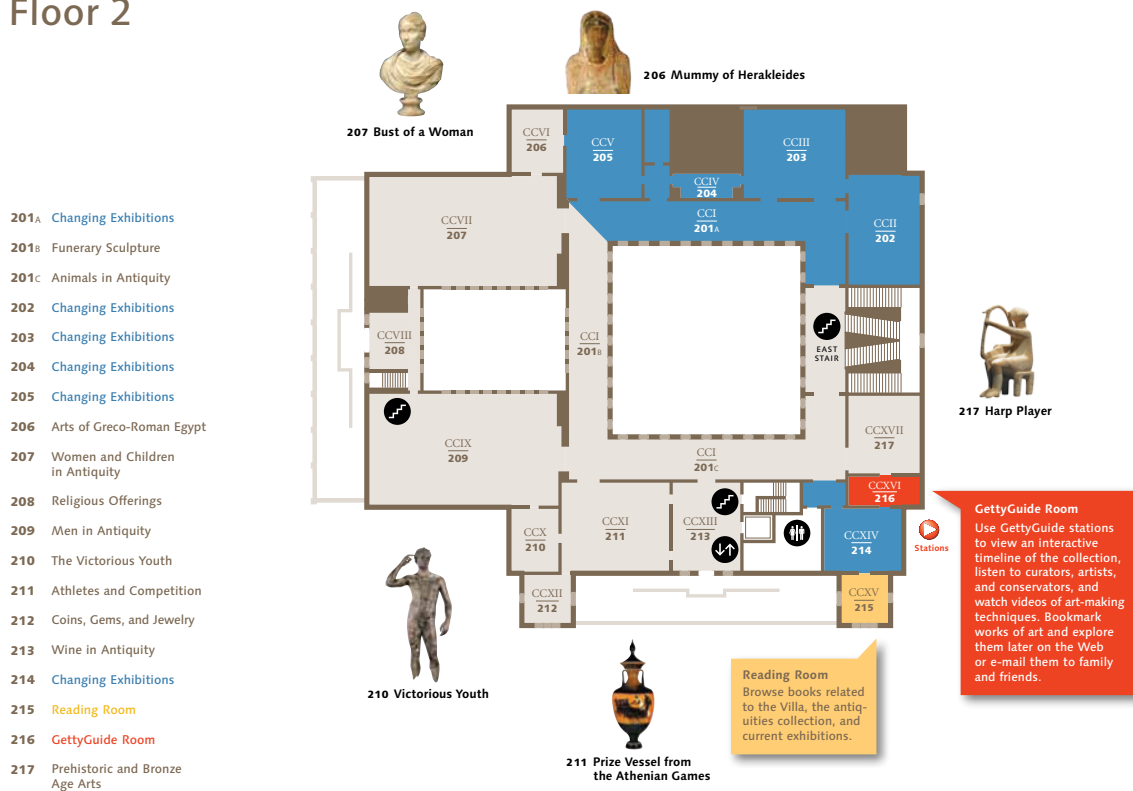 Floor 2
207 Bust of a Woman
206 Mummy of Herakleides
201A Changing Exhibitions
201B Funerary Sculpture
201C Animals in Antiquity
202 Changing Exhibitions
203 Changing Exhibitions
204 Changing Exhibitions
205 Changing Exhibitions
206 Arts of Greco-Roman Egypt
207 Women and Children
in Antiquity
208 Religious Offerings
209 Men in Antiquity
210 The Victorious Youth
211 Athletes and Competition
212 Coins, Gems, and Jewelry
213 Wine in Antiquity
214 Changing Exhibitions
215 Reading Room
216 GettyGuide Room
217 Prehistoric and Bronze
Age Arts
CCVI
206
CCV
205
CCIII
203
CCIV
204
CCVII
207
CCI
201A
CCII
202
CCVIII
208
CCI
201B
EAST
STAIR
217 Harp Player
CCIX
209
CCI
201C
CCXVII
217
CCXVI
216
CCX
210
CCXI
211
CCXIII
213
CCXIV
214
Stations
CCXII
212
CCXV
215
GettyGuide Room
Use GettyGuide stations
to view an interactive
timeline of the collection,
listen to curators, artists,
and conservators, and
watch videos of art-making
techniques. Bookmark
works of art and explore
them later on the Web
or e-mail them to family
and friends.
210 Victorious Youth
Reading Room
Browse books related
to the Villa, the antiq-
uities collection, and
current exhibitions.
211 Prize Vessel from
the Athenian Games